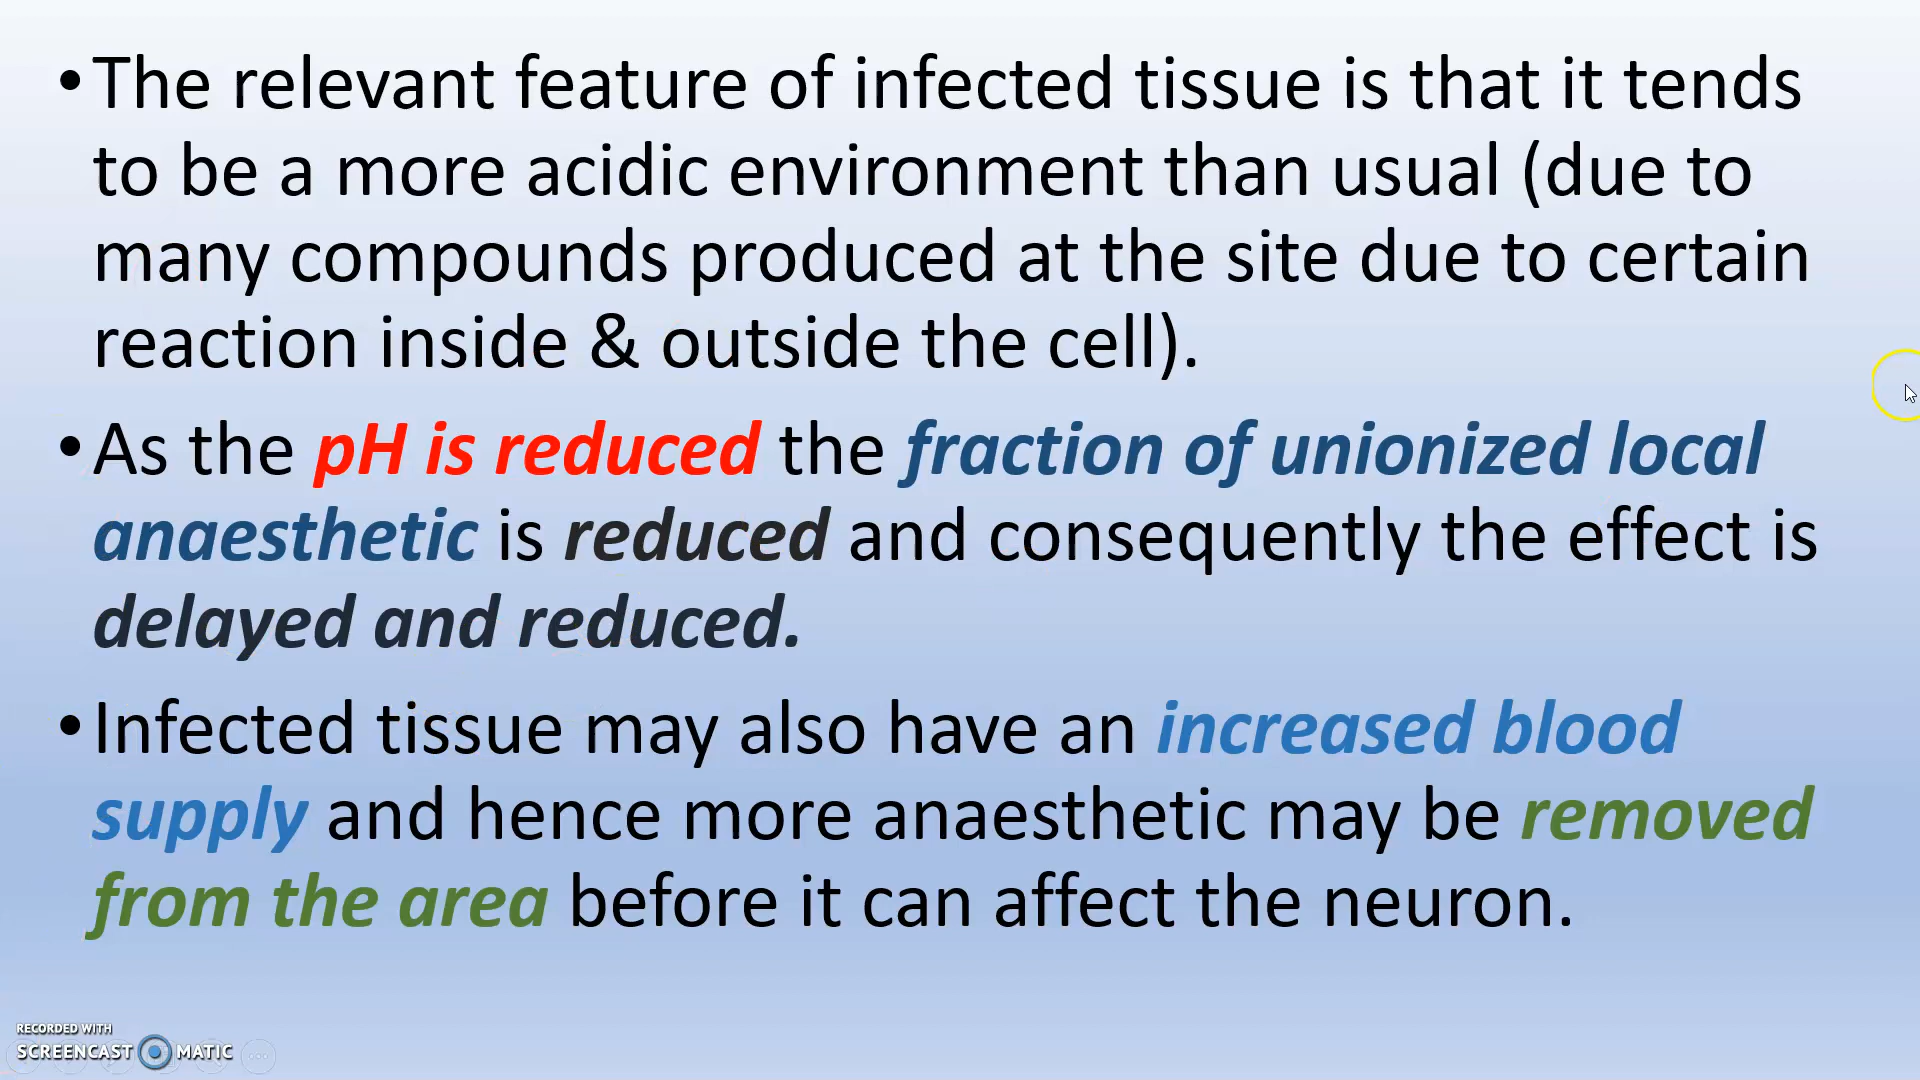 •The relevant feature of infected tissue is that it tends
to be a more acidic environment than usual (due to
many compounds produced at the site due to certain
reaction inside & outside the cell).
•As the pH is reduced the fraction of unionized local
anaesthetic is reduced and consequently the effect is
delayed and reduced.
•Infected tissue may also have an increased blood
supply and hence more anaesthetic may be removed
from the area before it can affect the neuron.
RECORDED WITH
SCREENCAST MATIC